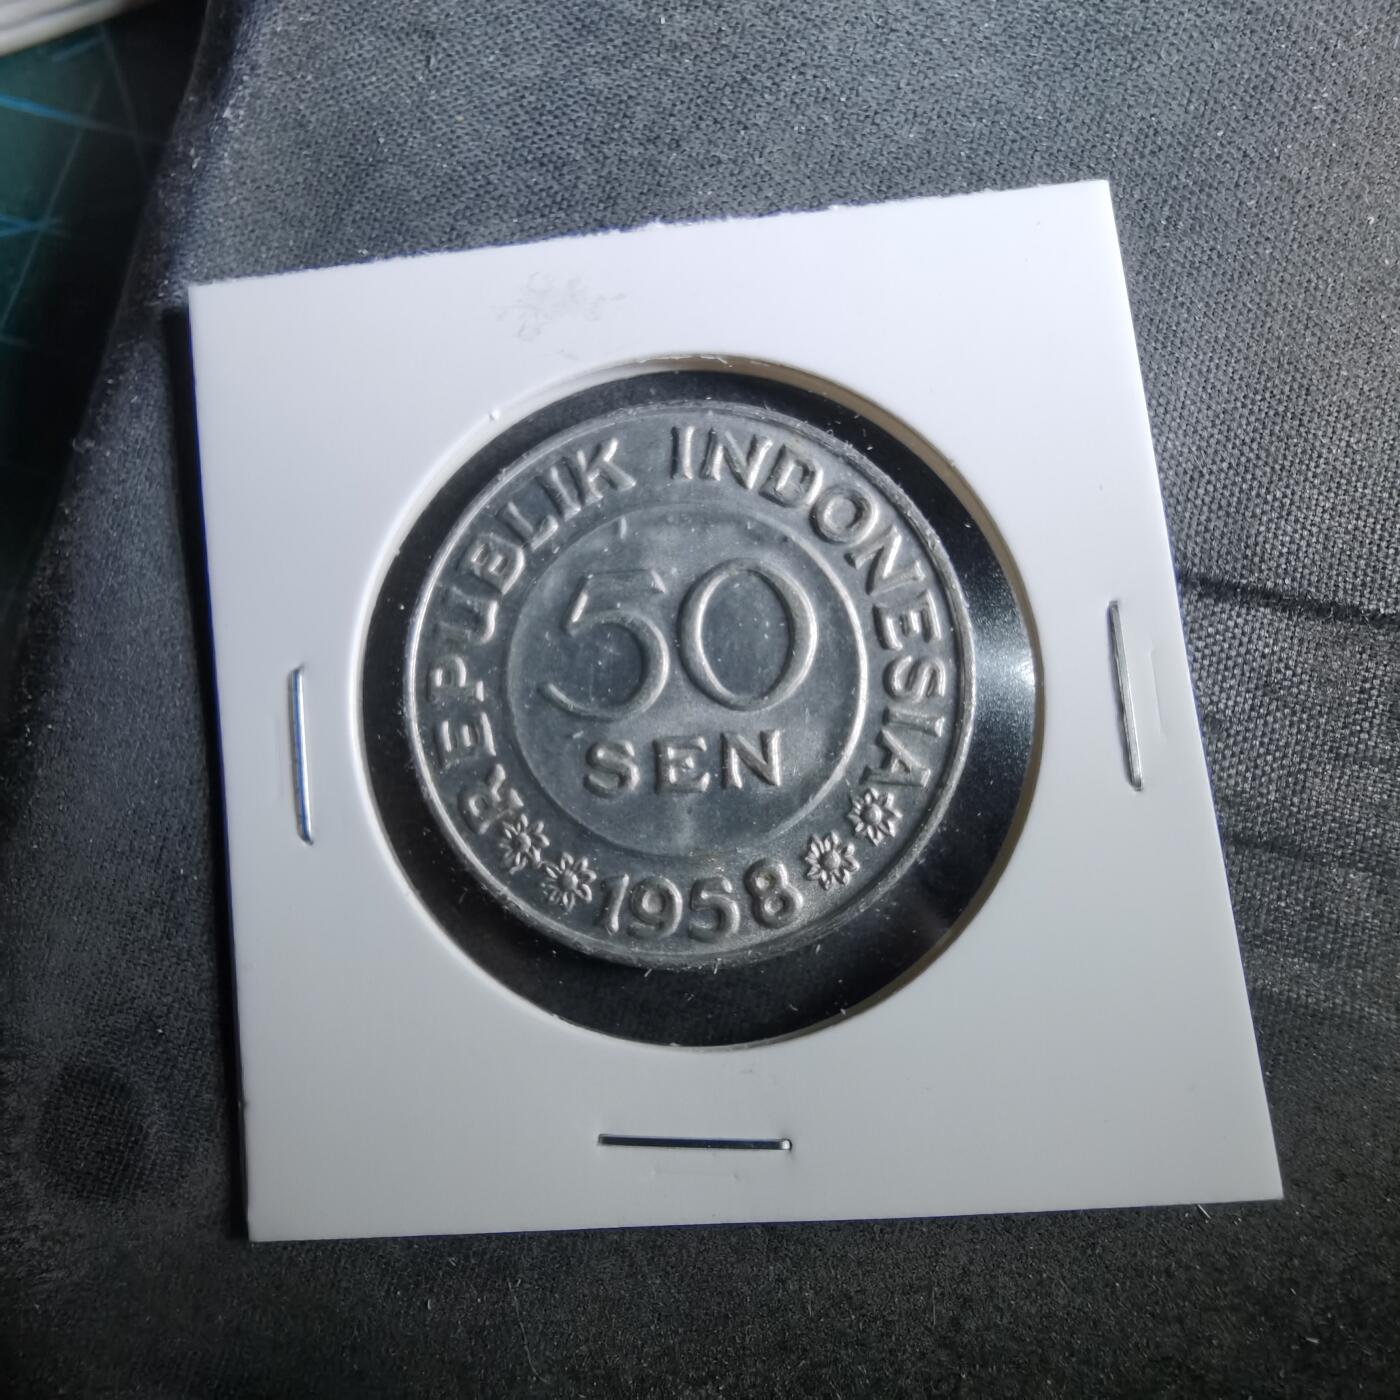 REPUBLIK INDONESIA
50
SEN
1958